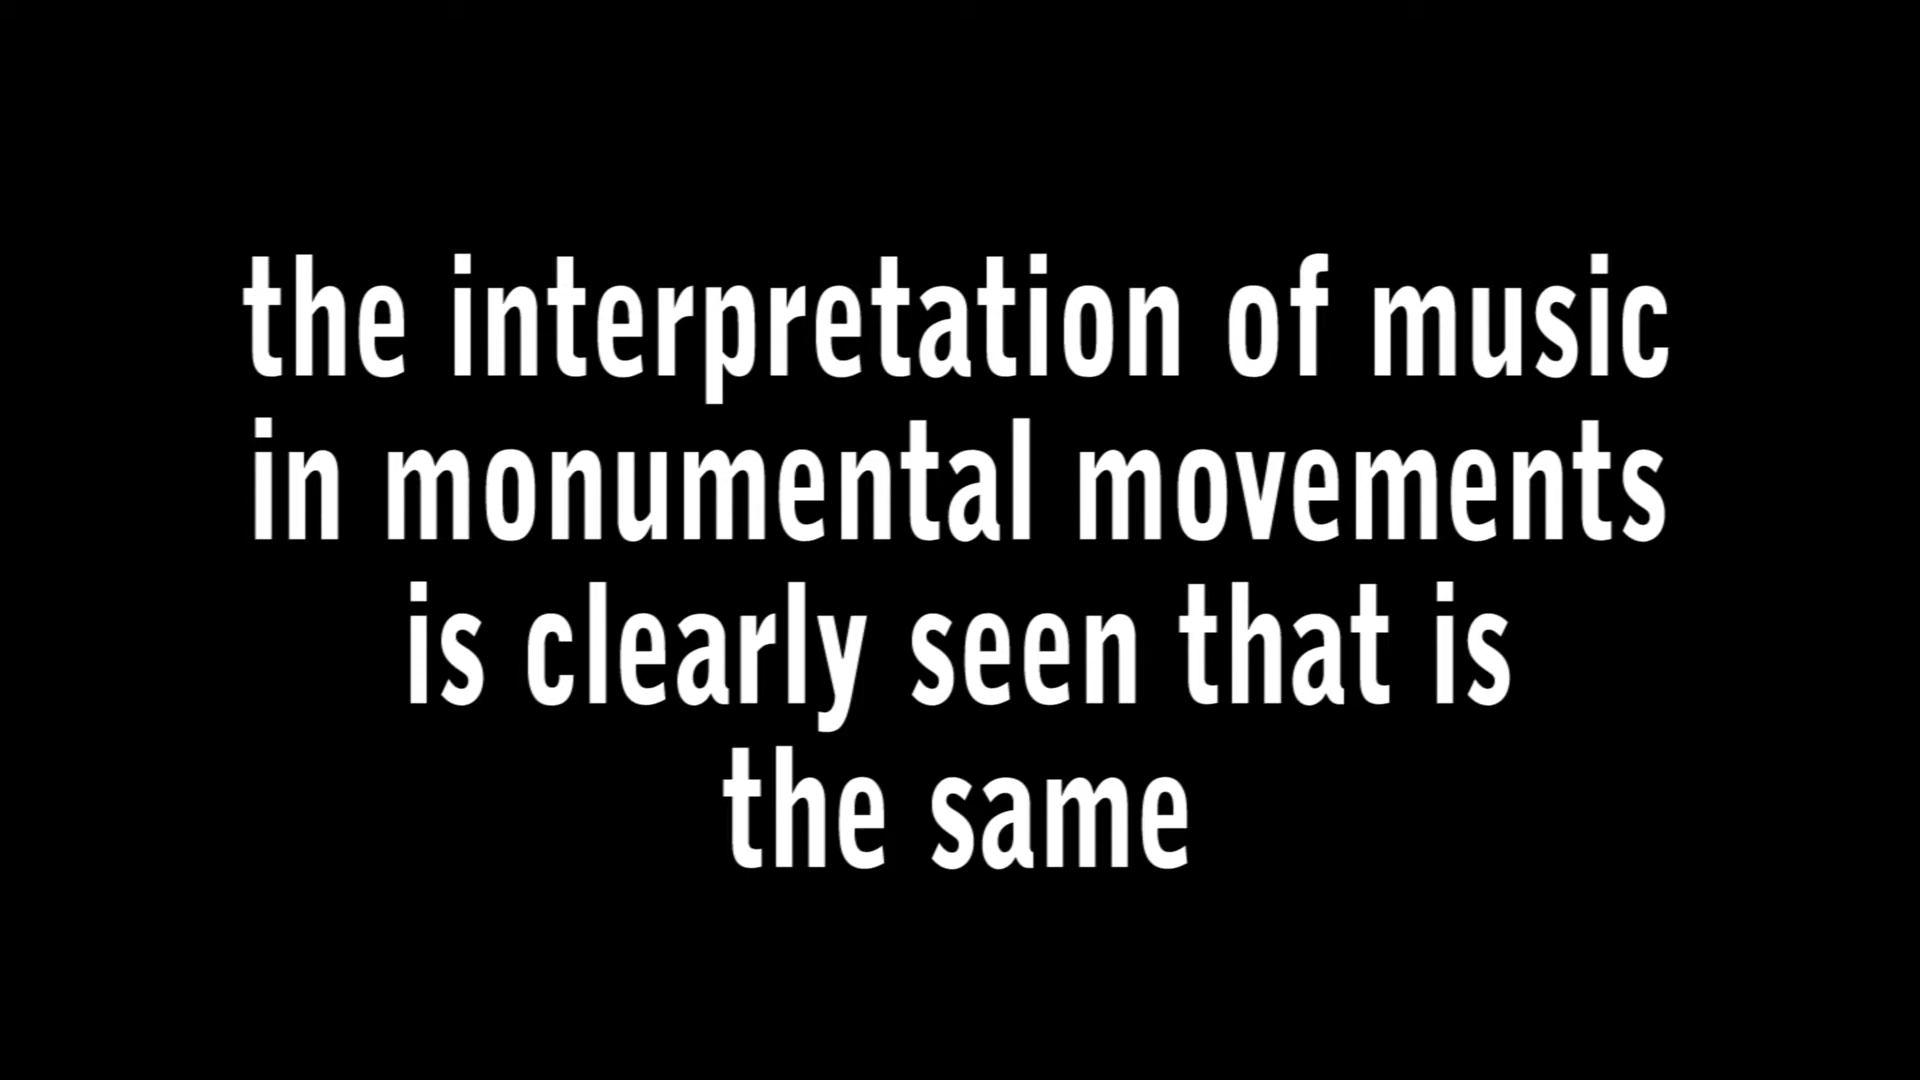 the interpretation of music
in monumental movements
is clearly seen that is
the same